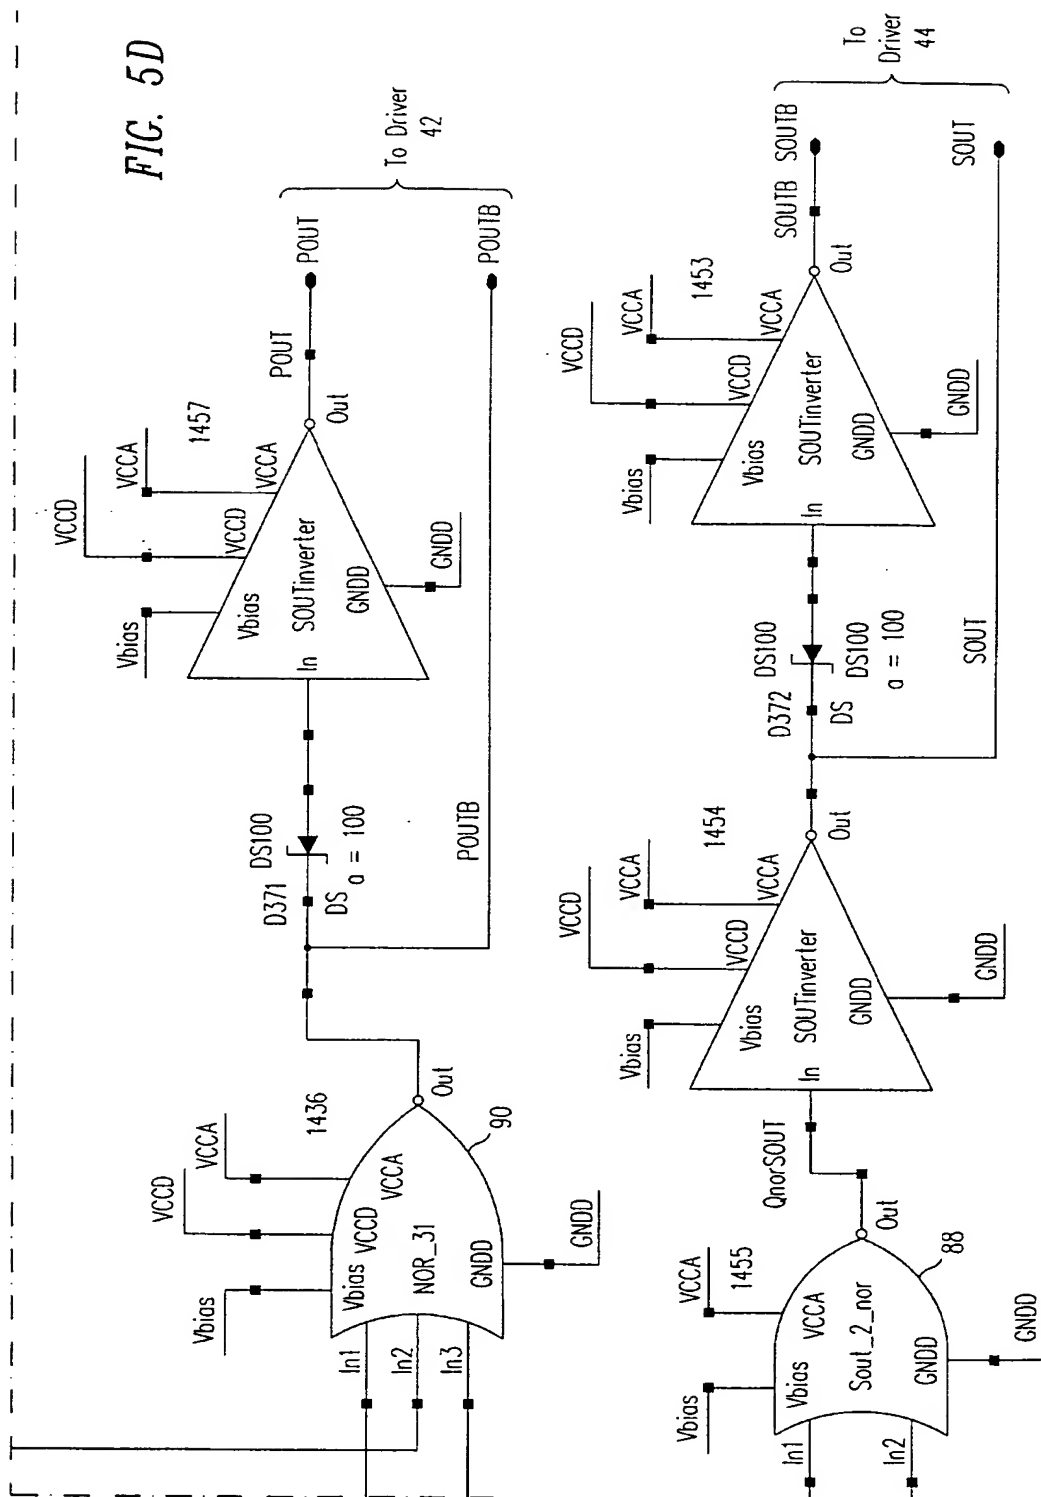 FIG. 5D
To Driver
42
POUT
POUTB
POUT
Out
1457
VCCA
VCCD
Vbias
VCCA
VCCD
Vbias
SOUTinverter
GNDD
GNDD
In
DS100
D371
DS
a = 100
POUTB
1436
Out
90
VCCA
VCCD
Vbias
VCCA
VCCD
Vbias
NOR_31
GNDD
GNDD
In1
In2
In3
To
Driver
44
SOUTB
SOUTB
SOUT
Out
1453
VCCA
VCCD
Vbias
VCCA
VCCD
Vbias
SOUTinverter
GNDD
GNDD
In
DS100
D372
DS
DS100
a = 100
SOUT
1454
Out
VCCA
VCCD
Vbias
VCCA
VCCD
Vbias
SOUTinverter
GNDD
GNDD
In
QnorSOUT
Out
88
1455
VCCA
Vbias
VCCA
Vbias
Sout_2_nor
GNDD
GNDD
In1
In2